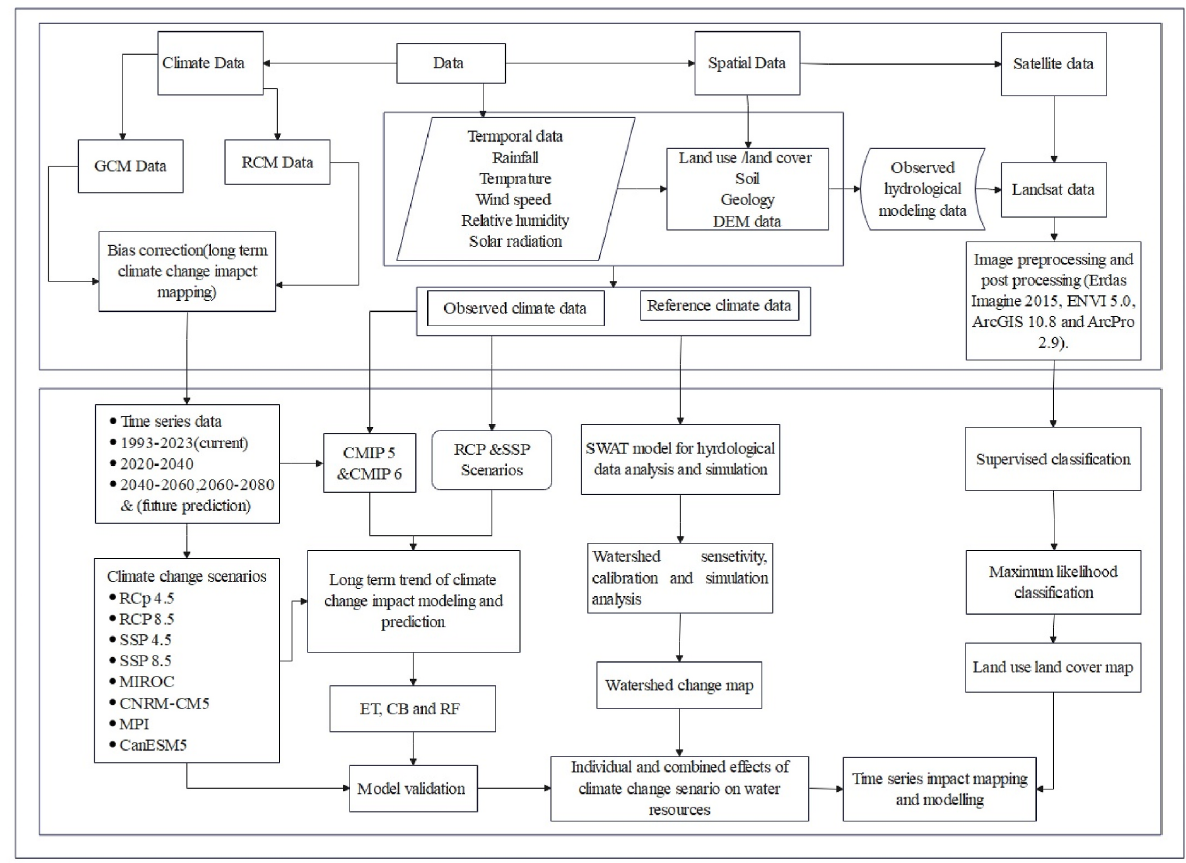 Climate Data
Data
Spatial Data
Satellite data
GCM Data
RCM Data
Termporal data
Rainfall
Temprature
Wind speed
Relative humidity
Solar radiation
Land use /land cover
Soil
Geology
DEM data
Observed
hydrological
modeling data
Landsat data
Bias correction(long term
climate change imapct
mapping)
Image preprocessing and
post processing (Erdas
Imagine 2015, ENVI 5.0,
ArcGIS 10.8 and ArcPro
2.9).
Observed climate data
Reference climate data
• Time series data
• 1993-2023(current)
• 2020-2040
• 2040-2060,2060-2080
& (future prediction)
CMIP 5
&CMIP 6
RCP &SSP
Scenarios
SWAT model for hyrdological
data analysis and simulation
Supervised classification
Climate change scenarios
• RCp 4.5
• RCP 8.5
• SSP 4.5
• SSP 8.5
• MIROC
• CNRM-CM5
• MPI
• CanESM5
Long term trend of climate
change impact modeling and
prediction
Watershed sensetivity,
calibration and simulation
analysis
Maximum likelihood
classification
Watershed change map
Land use land cover map
ET, CB and RF
Model validation
Individual and combined effects of
climate change senario on water
resources
Time series impact mapping
and modelling